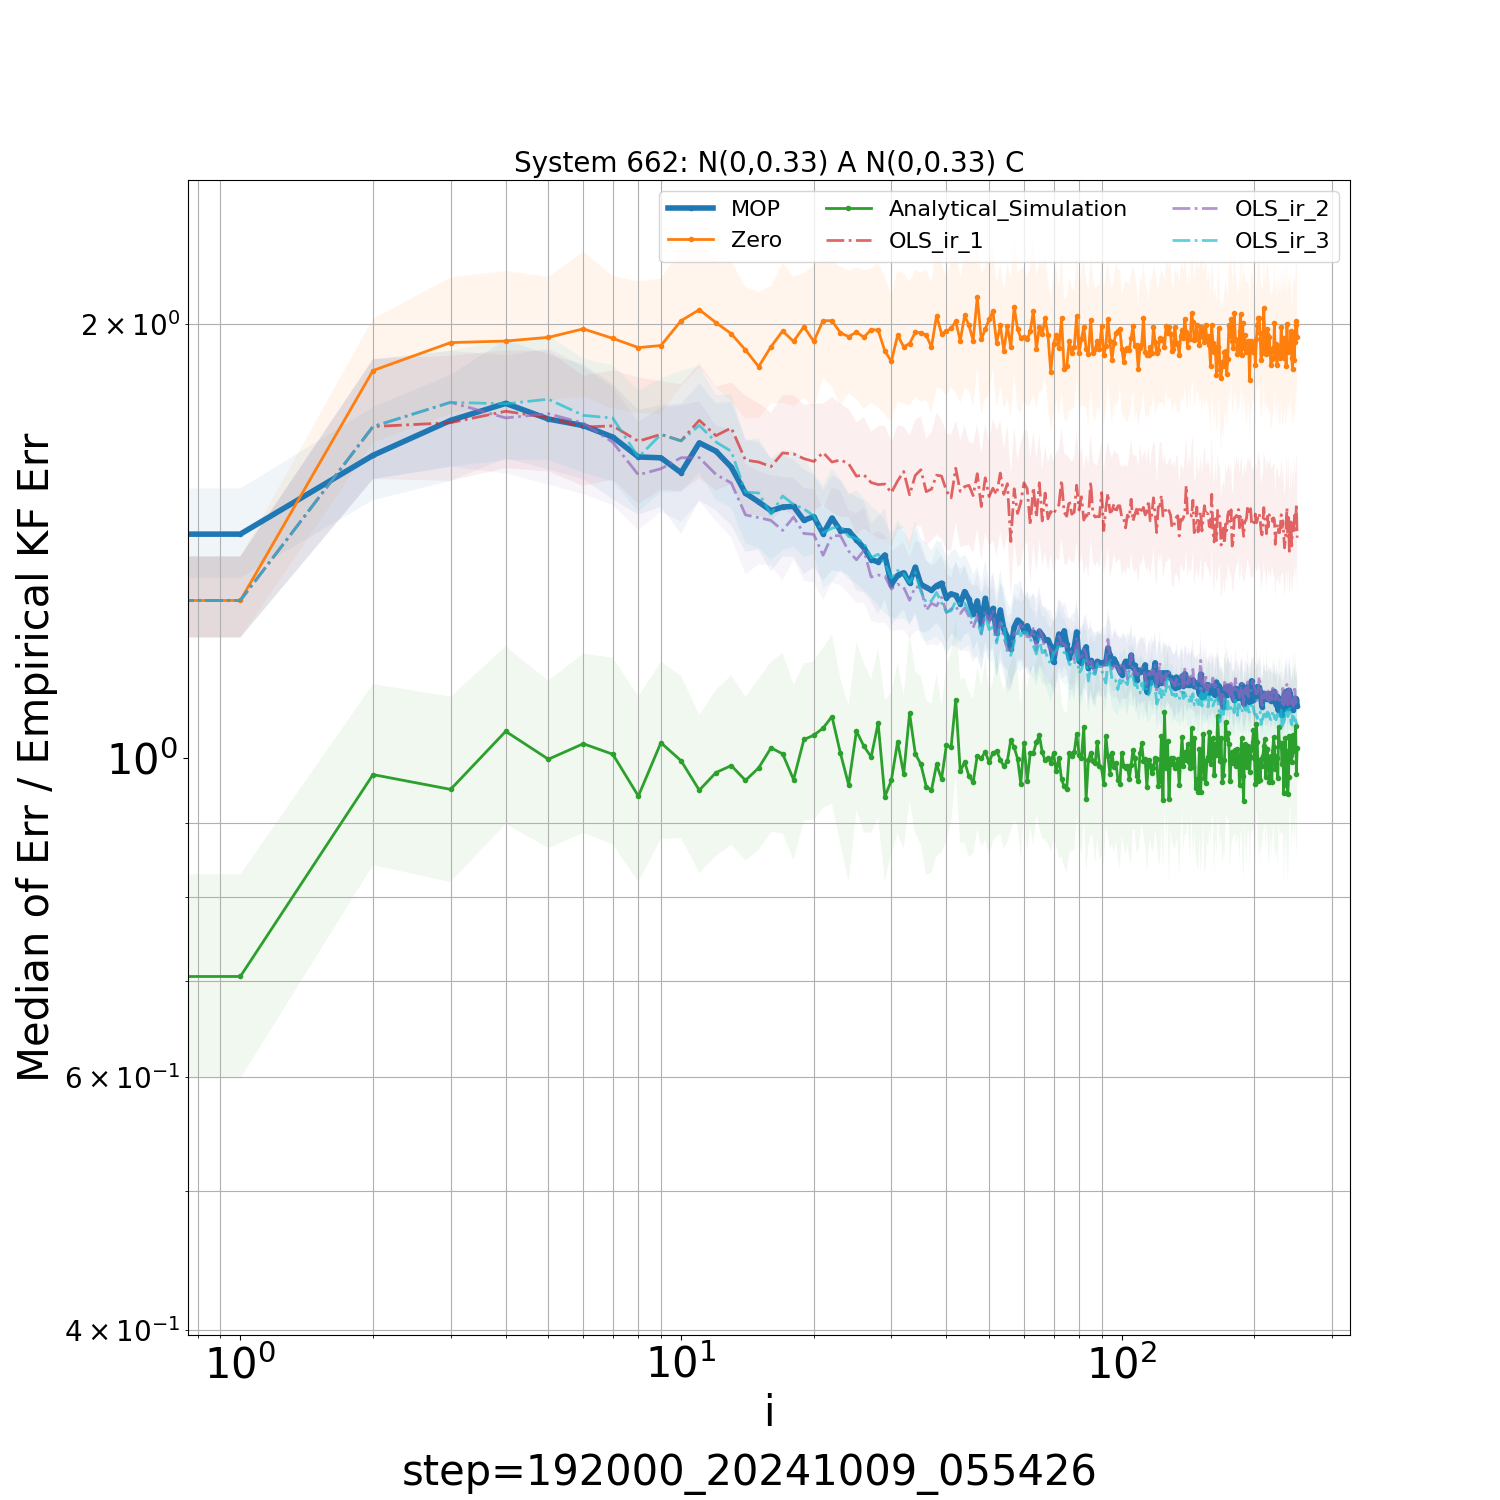 System 662: N(0,0.33) A N(0,0.33) C
MOP
Zero
Analytical_Simulation
OLS_ir_1
OLS_ir_2
OLS_ir_3
Median of Err / Empirical KF Err
2 × 10⁰
10⁰
6 × 10⁻¹
4 × 10⁻¹
10⁰ 10¹ 10²
i
step=192000_20241009_055426